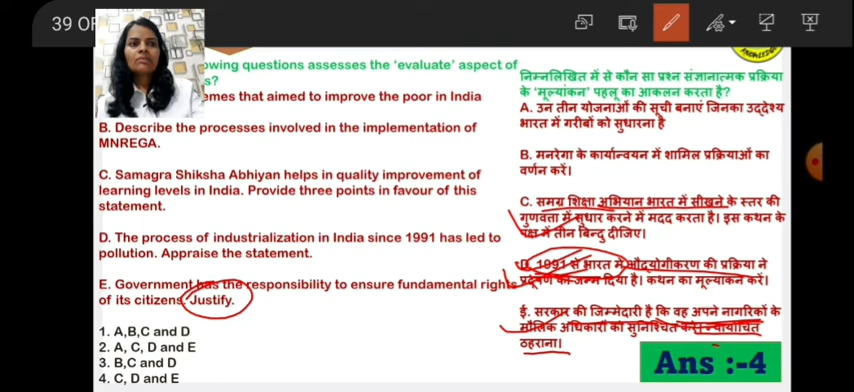 39 OF
owing questions assesses the ‘evaluate’ aspect of
s?
emes that aimed to improve the poor in India
B. Describe the processes involved in the implementation of
MNREGA.
C. Samagra Shiksha Abhiyan helps in quality improvement of
learning levels in India. Provide three points in favour of this
statement.
D. The process of industrialization in India since 1991 has led to
pollution. Appraise the statement.
E. Government has the responsibility to ensure fundamental rights
of its citizens. Justify.
1. A,B,C and D
2. A, C, D and E
3. B,C and D
4. C, D and E
निम्नलिखित में से कौन सा प्रश्न संज्ञानात्मक प्रक्रिया
के ‘मूल्यांकन’ पहलू का आकलन करता है?
A. उन तीन योजनाओं की सूची बनाएं जिनका उद्देश्य
भारत में गरीबों को सुधारना है
B. मनरेगा के कार्यान्वयन में शामिल प्रक्रियाओं का
वर्णन करें।
C. समग्र शिक्षा अभियान भारत में सीखने के स्तर की
गुणवत्ता में सुधार करने में मदद करता है। इस कथन के
पक्ष में तीन बिन्दु दीजिए।
D. 1991 से भारत में औद्योगीकरण की प्रक्रिया ने
प्रदूषण को जन्म दिया है। कथन का मूल्यांकन करें।
ई. सरकार की जिम्मेदारी है कि वह अपने नागरिकों के
मौलिक अधिकारों को सुनिश्चित करे। न्यायोचित
ठहराना।
Ans :-4